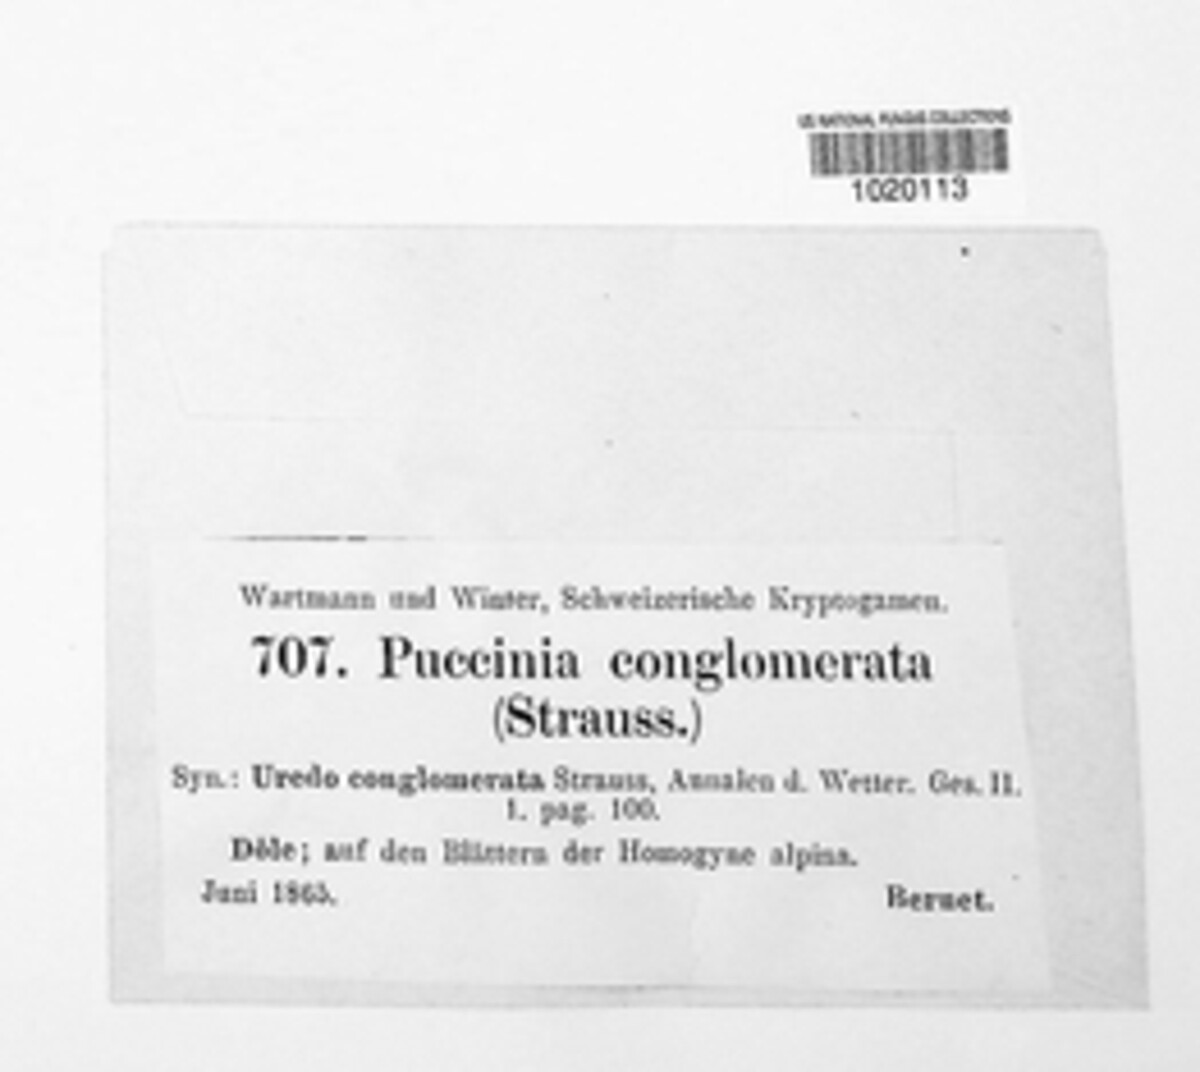 US NATIONAL FUNGUS COLLECTIONS
1020113
Wartmann und Winter, Schweizerische Kryptogamen.
707. Puccinia conglomerata
(Strauss.)
Syn.: Uredo conglomerata Strauss, Annalen d. Wetter. Ges. II.
1. pag. 100.
Dôle; auf den Blättern der Homogyne alpina.
Juni 1865.
Bernet.